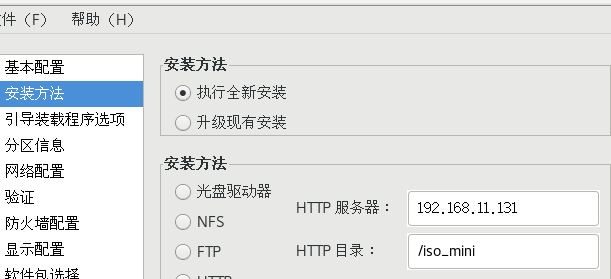 件（F） 帮助（H）
基本配置
安装方法
引导装载程序选项
分区信息
网络配置
验证
防火墙配置
显示配置
软件包选择
安装方法
执行全新安装
升级现有安装
安装方法
光盘驱动器
NFS
FTP
HTTP
HTTP 服务器： 192.168.11.131
HTTP 目录： /iso_mini